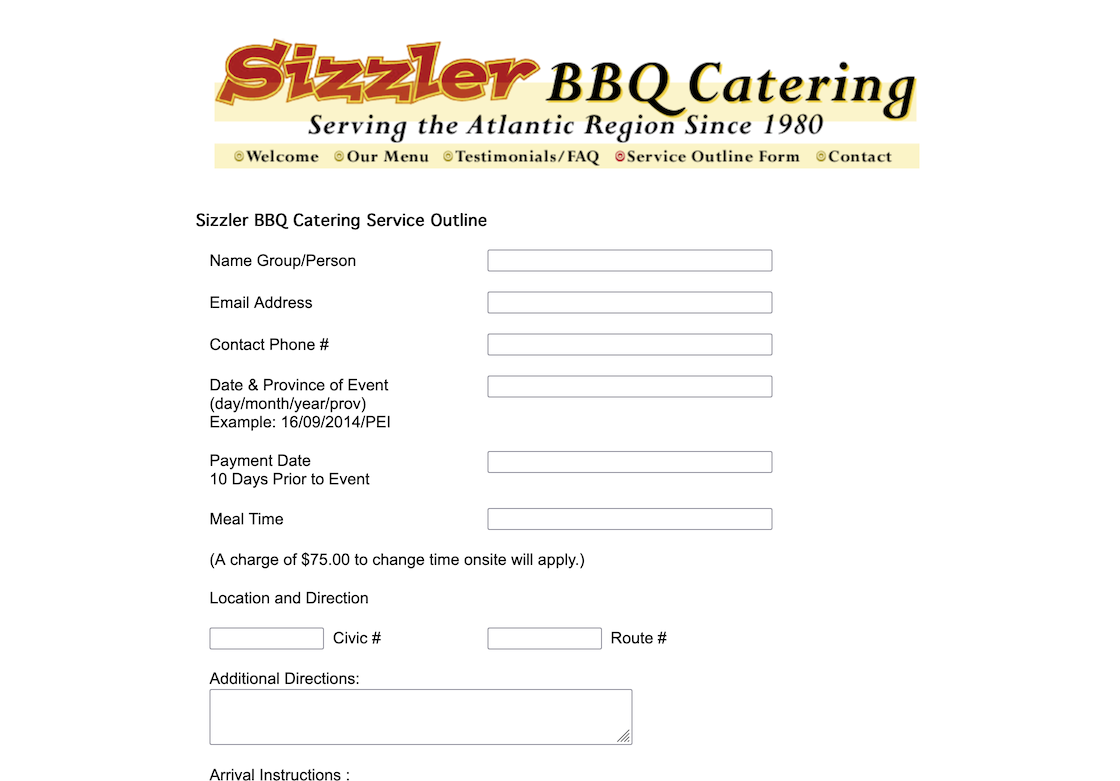 Sizzler BBQ Catering
Serving the Atlantic Region Since 1980
Welcome Our Menu Testimonials/FAQ Service Outline Form Contact
Sizzler BBQ Catering Service Outline
Name Group/Person
Email Address
Contact Phone #
Date & Province of Event
(day/month/year/prov)
Example: 16/09/2014/PEI
Payment Date
10 Days Prior to Event
Meal Time
(A charge of $75.00 to change time onsite will apply.)
Location and Direction
Civic # Route #
Additional Directions:
Arrival Instructions :